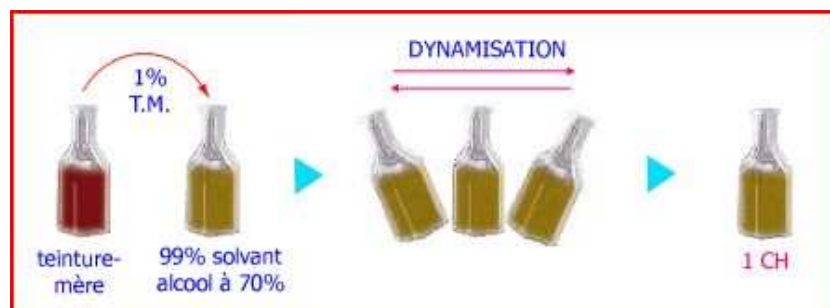 DYNAMISATION
1%
T.M.
teinture-
mère
99% solvant
alcool à 70%
1 CH